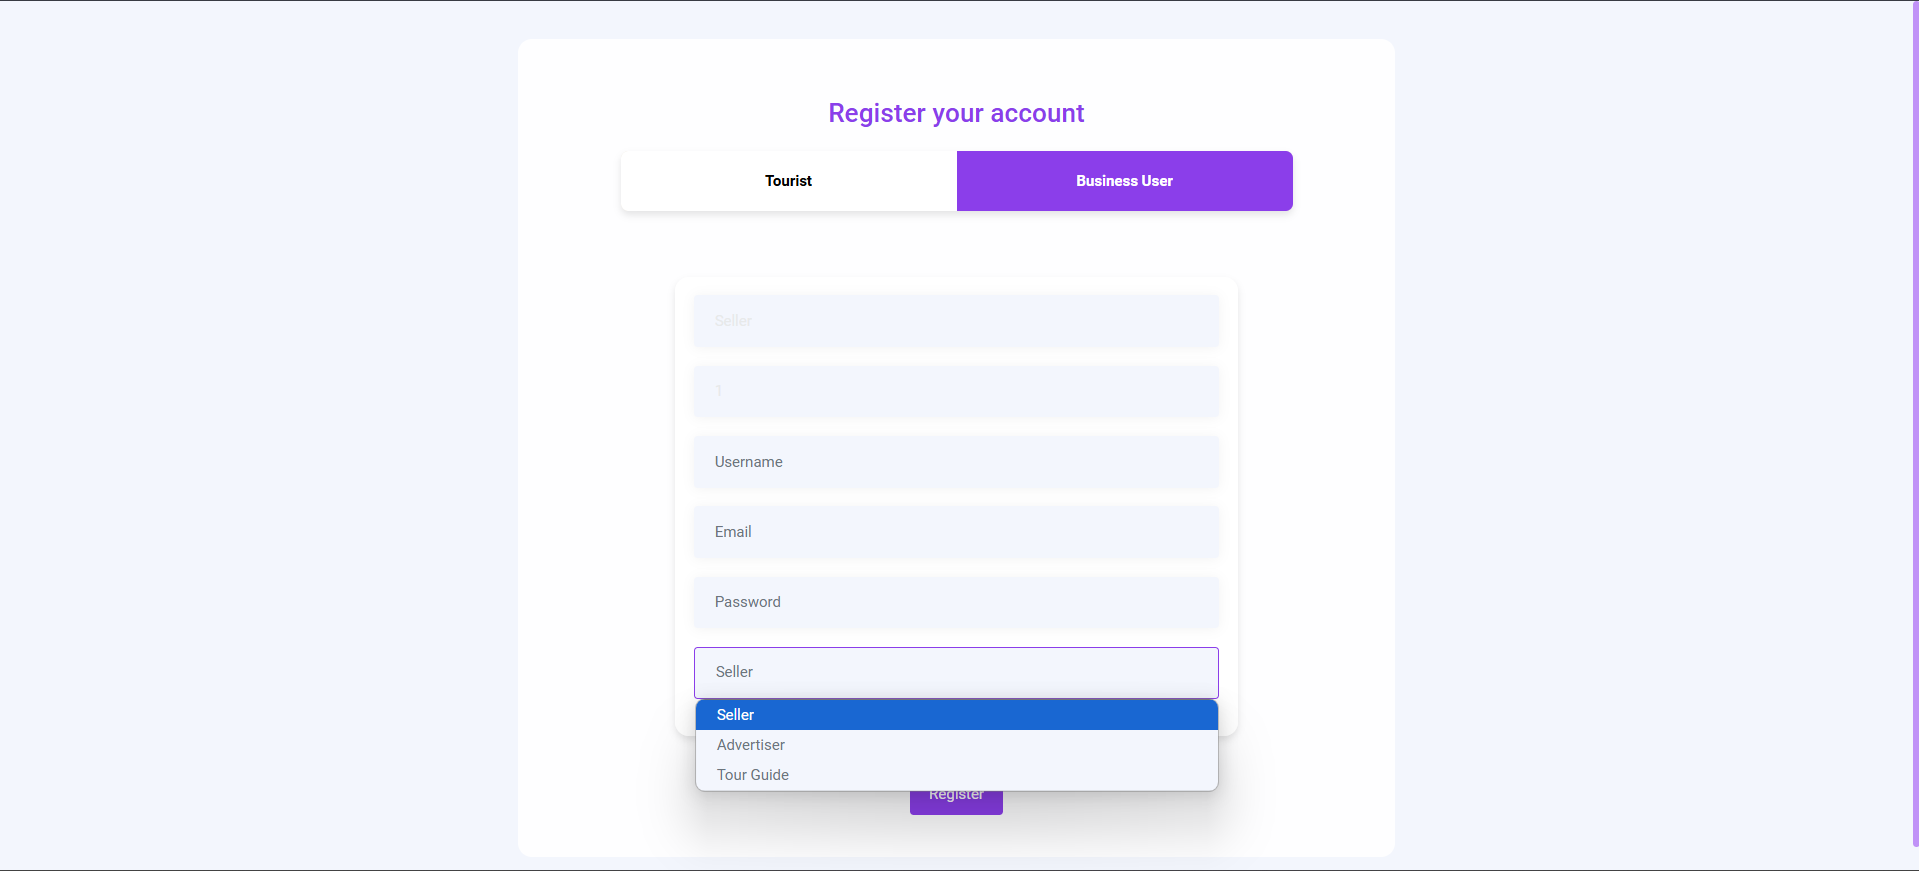 Register your account
Tourist
Business User
Seller
1
Username
Email
Password
Seller
Seller
Advertiser
Tour Guide
Register